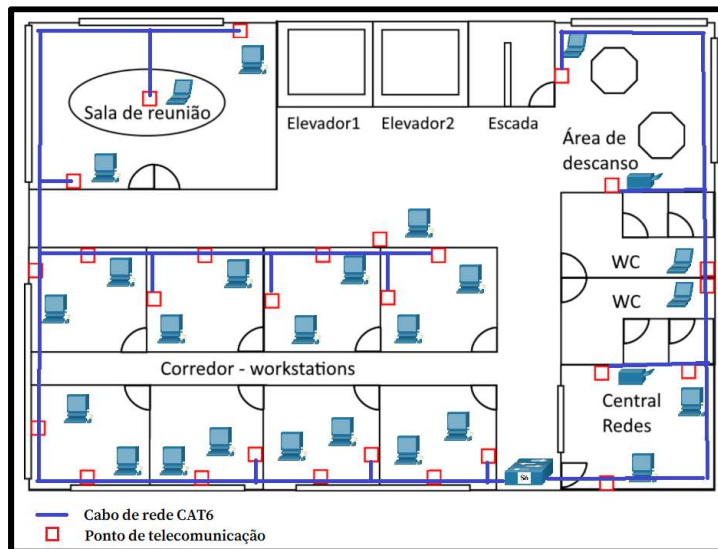 Sala de reunião
Elevador1
Elevador2
Escada
Área de
descanso
WC
WC
Corredor - workstations
Central
Redes
S6
Cabo de rede CAT6
Ponto de telecomunicação